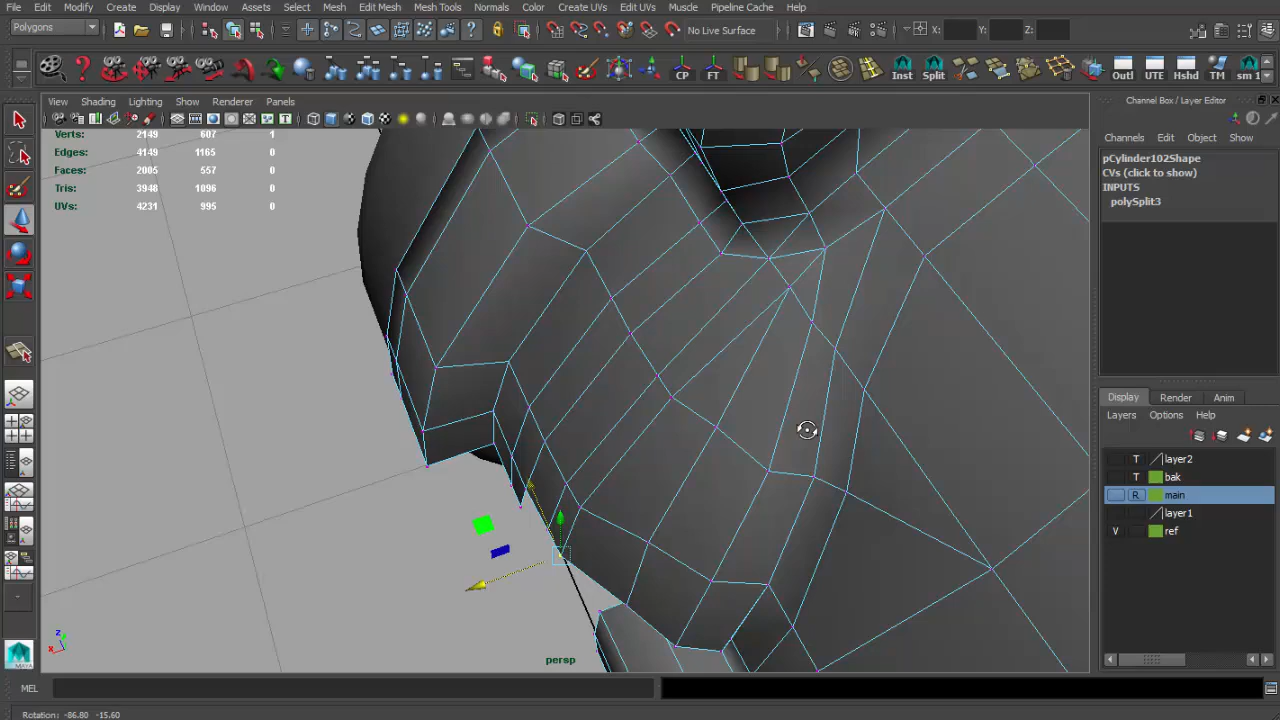 File Edit Modify Create Display Window Assets Select Mesh Edit Mesh Mesh Tools Normals Color Create UVs Edit UVs Muscle Pipeline Cache Help
Polygons No Live Surface X: Y: Z:
CP FT Inst Split Outl UTE Hshd TM sm 1
View Shading Lighting Show Renderer Panels
Channel Box / Layer Editor
Channels Edit Object Show
Verts: 2149 607 1
Edges: 4149 1165 0
Faces: 2005 557 0
Tris: 3948 1096 0
UVs: 4231 995 0
pCylinder102Shape
CVs (click to show)
INPUTS
polySplit3
Display Render Anim
Layers Options Help
T layer2
T bak
R main
layer1
V ref
z
x
persp
MAYA
MEL
Rotation: -86.80 -15.60